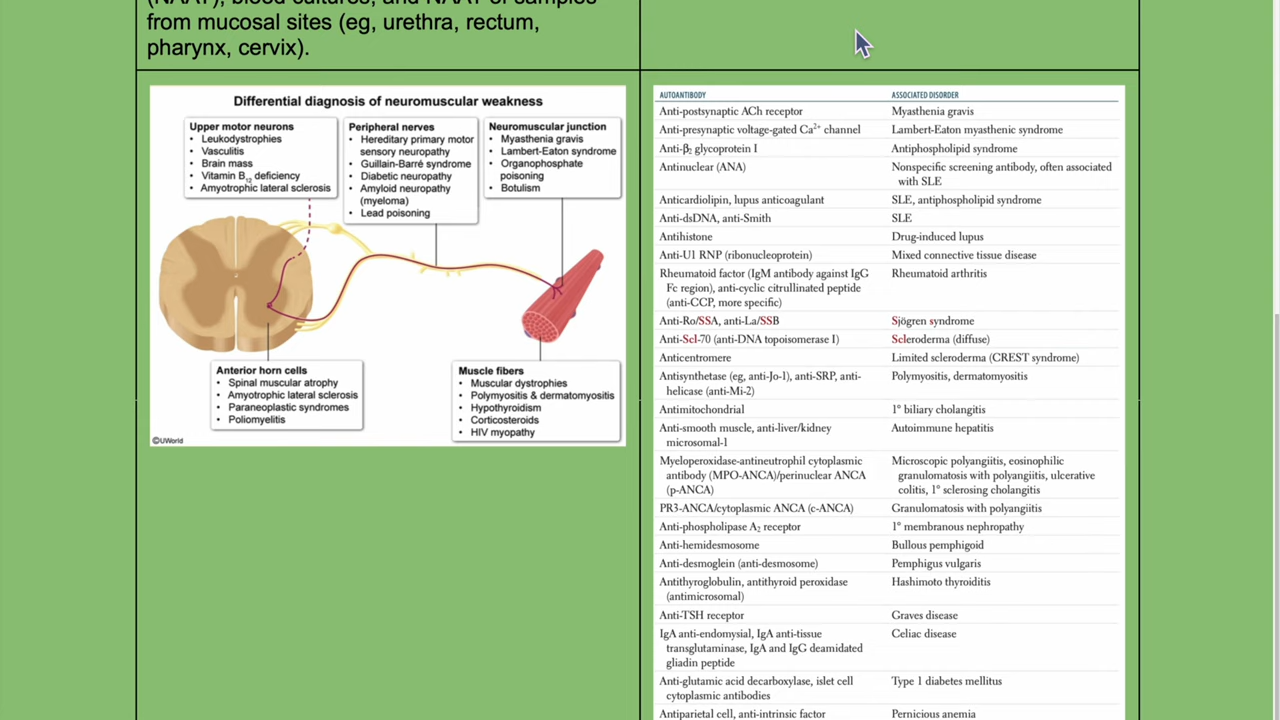 (NAAT), blood cultures, and NAAT of samples
from mucosal sites (eg, urethra, rectum,
pharynx, cervix).
Differential diagnosis of neuromuscular weakness
Upper motor neurons
• Leukodystrophies
• Vasculitis
• Brain mass
• Vitamin B12 deficiency
• Amyotrophic lateral sclerosis
Peripheral nerves
• Hereditary primary motor
sensory neuropathy
• Guillain-Barré syndrome
• Diabetic neuropathy
• Amyloid neuropathy
(myeloma)
• Lead poisoning
Neuromuscular junction
• Myasthenia gravis
• Lambert-Eaton syndrome
• Organophosphate
poisoning
• Botulism
Anterior horn cells
• Spinal muscular atrophy
• Amyotrophic lateral sclerosis
• Paraneoplastic syndromes
• Poliomyelitis
Muscle fibers
• Muscular dystrophies
• Polymyositis & dermatomyositis
• Hypothyroidism
• Corticosteroids
• HIV myopathy
©UWorld
AUTOANTIBODY ASSOCIATED DISORDER
Anti-postsynaptic ACh receptor Myasthenia gravis
Anti-presynaptic voltage-gated Ca2+ channel Lambert-Eaton myasthenic syndrome
Anti-β2 glycoprotein I Antiphospholipid syndrome
Antinuclear (ANA) Nonspecific screening antibody, often associated
with SLE
Anticardiolipin, lupus anticoagulant SLE, antiphospholipid syndrome
Anti-dsDNA, anti-Smith SLE
Antihistone Drug-induced lupus
Anti-U1 RNP (ribonucleoprotein) Mixed connective tissue disease
Rheumatoid factor (IgM antibody against IgG Rheumatoid arthritis
Fc region), anti-cyclic citrullinated peptide
(anti-CCP, more specific)
Anti-Ro/SSA, anti-La/SSB Sjögren syndrome
Anti-Scl-70 (anti-DNA topoisomerase I) Scleroderma (diffuse)
Anticentromere Limited scleroderma (CREST syndrome)
Antisynthetase (eg, anti-Jo-1), anti-SRP, anti- Polymyositis, dermatomyositis
helicase (anti-Mi-2)
Antimitochondrial 1° biliary cholangitis
Anti-smooth muscle, anti-liver/kidney Autoimmune hepatitis
microsomal-1
Myeloperoxidase-antineutrophil cytoplasmic Microscopic polyangiitis, eosinophilic
antibody (MPO-ANCA)/perinuclear ANCA granulomatosis with polyangiitis, ulcerative
(p-ANCA) colitis, 1° sclerosing cholangitis
PR3-ANCA/cytoplasmic ANCA (c-ANCA) Granulomatosis with polyangiitis
Anti-phospholipase A2 receptor 1° membranous nephropathy
Anti-hemidesmosome Bullous pemphigoid
Anti-desmoglein (anti-desmosome) Pemphigus vulgaris
Antithyroglobulin, antithyroid peroxidase Hashimoto thyroiditis
(antimicrosomal)
Anti-TSH receptor Graves disease
IgA anti-endomysial, IgA anti-tissue Celiac disease
transglutaminase, IgA and IgG deamidated
gliadin peptide
Anti-glutamic acid decarboxylase, islet cell Type 1 diabetes mellitus
cytoplasmic antibodies
Antiparietal cell, anti-intrinsic factor Pernicious anemia